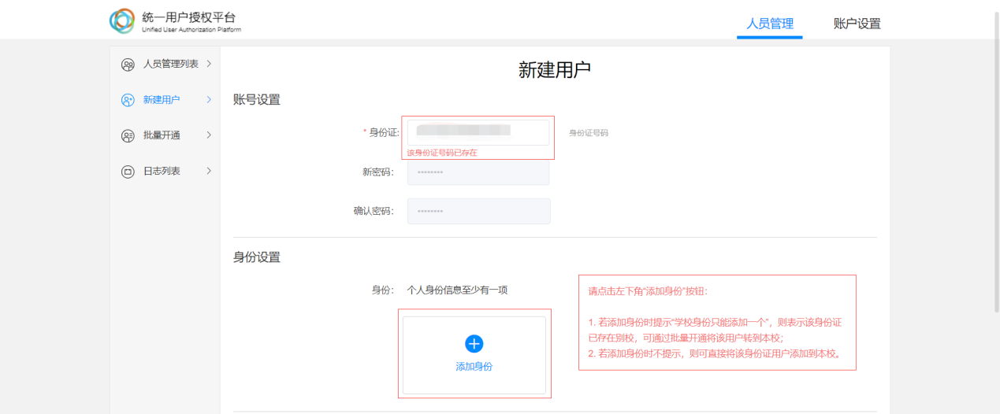 统一用户授权平台
Unified User Authorization Platform
人员管理
账户设置
人员管理列表
新建用户
批量开通
日志列表
新建用户
账号设置
* 身份证:
身份证号码
该身份证号码已存在
新密码：
--------
确认密码：
--------
身份设置
身份：
个人身份信息至少有一项
添加身份
请点击左下角“添加身份”按钮：
1. 若添加身份时提示“学校身份只能添加一个”，则表示该身份证
已存在别校，可通过批量开通将该用户转到本校；
2. 若添加身份时不提示，则可直接将该身份证用户添加到本校。